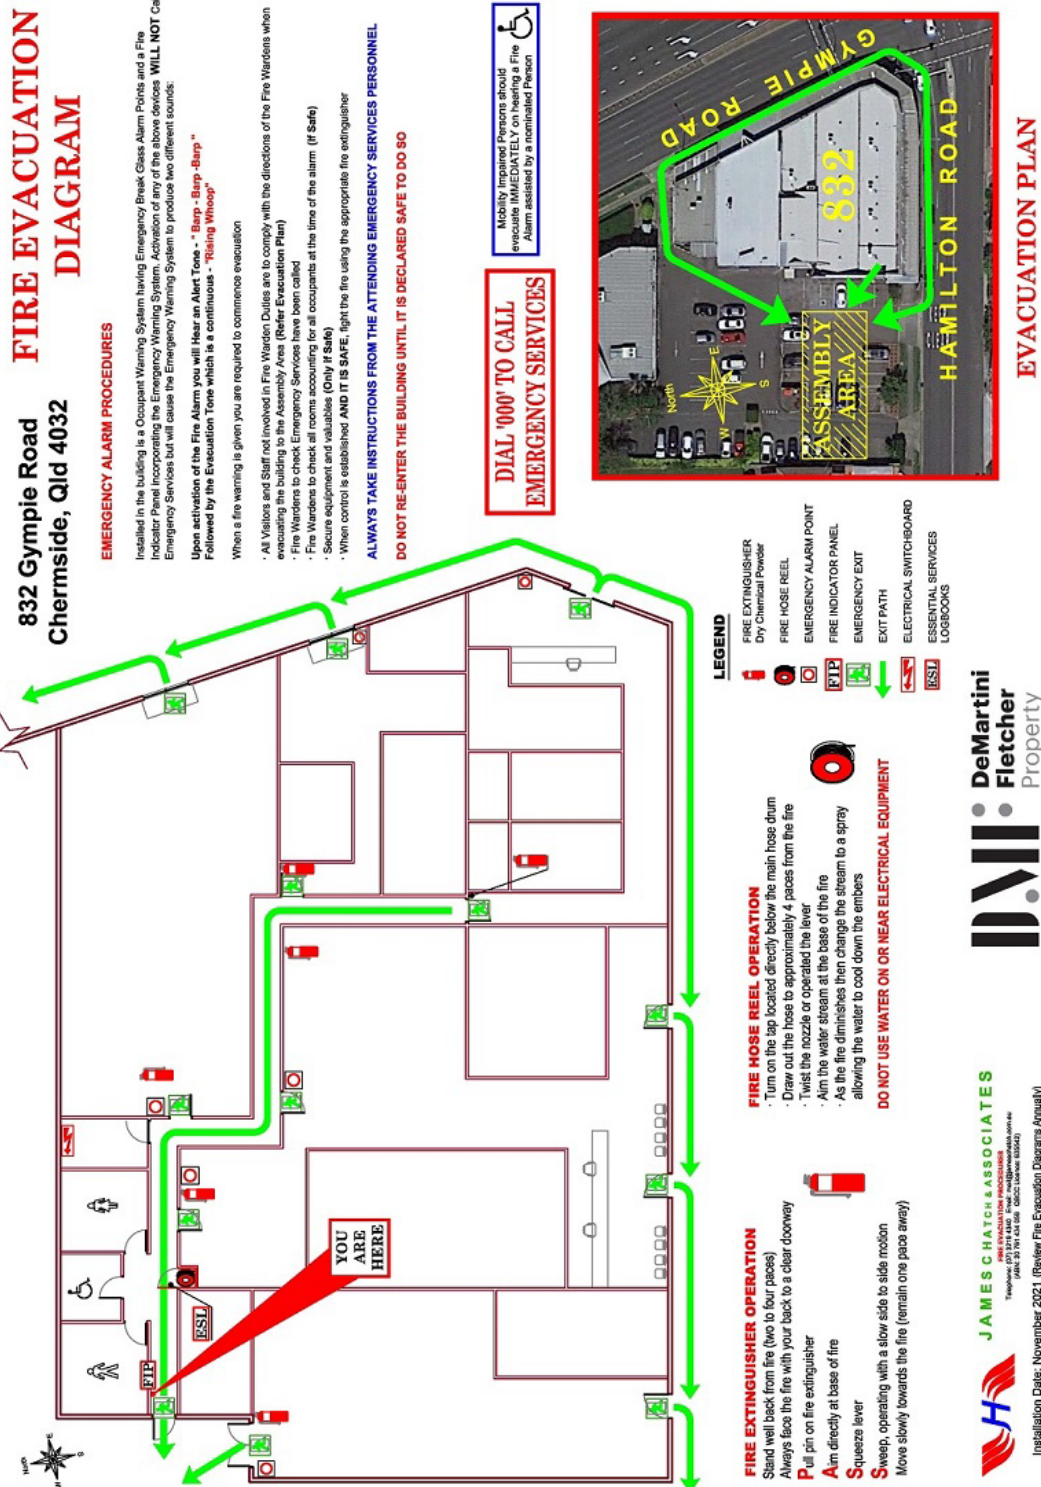 832 Gympie Road
Chermside, Qld 4032
FIRE EVACUATION
DIAGRAM
EMERGENCY ALARM PROCEDURES
Installed in the building is a Occupant Warning System having Emergency Break Glass Alarm Points and a Fire
Indicator Panel incorporating the Emergency Warning System. Activation of any of the above devices WILL NOT
Emergency Services but will cause the Emergency Warning System to produce two different sounds:
Upon activation of the Fire Alarm you will Hear an Alert Tone - " Barp - Barp -Barp"
Followed by the Evacuation Tone which is a continuous - "Rising Whoop"
When a fire warning is given you are required to commence evacuation
· All Visitors and Staff not involved in Fire Warden Duties are to comply with the directions of the Fire Wardens when
evacuating the building to the Assembly Area (Refer Evacuation Plan)
· Fire Wardens to check Emergency Services have been called
· Fire Wardens to check all rooms accounting for all occupants at the time of the alarm (If Safe)
· Secure equipment and valuables (Only if Safe)
· When control is established AND IT IS SAFE, fight the fire using the appropriate fire extinguisher
ALWAYS TAKE INSTRUCTIONS FROM THE ATTENDING EMERGENCY SERVICES PERSONNEL
DO NOT RE-ENTER THE BUILDING UNTIL IT IS DECLARED SAFE TO DO SO
DIAL '000' TO CALL
EMERGENCY SERVICES
Mobility Impaired Persons should
evacuate IMMEDIATELY on hearing a Fire
Alarm assisted by a nominated Person
GYMPIE ROAD
832
HAMILTON ROAD
ASSEMBLY
AREA
North
E
S
W
EVACUATION PLAN
North
E
S
W
FIP
ESL
YOU
ARE
HERE
LEGEND
FIRE EXTINGUISHER
Dry Chemical Powder
FIRE HOSE REEL
EMERGENCY ALARM POINT
FIP
FIRE INDICATOR PANEL
EMERGENCY EXIT
EXIT PATH
ELECTRICAL SWITCHBOARD
ESL
ESSENTIAL SERVICES
LOGBOOKS
FIRE EXTINGUISHER OPERATION
Stand well back from fire (two to four paces)
Always face the fire with your back to a clear doorway
Pull pin on fire extinguisher
Aim directly at base of fire
Squeeze lever
Sweep, operating with a slow side to side motion
Move slowly towards the fire (remain one pace away)
FIRE HOSE REEL OPERATION
· Turn on the tap located directly below the main hose drum
· Draw out the hose to approximately 4 paces from the fire
· Twist the nozzle or operated the lever
· Aim the water stream at the base of the fire
· As the fire diminishes then change the stream to a spray
allowing the water to cool down the embers
DO NOT USE WATER ON OR NEAR ELECTRICAL EQUIPMENT
JAMES C HATCH & ASSOCIATES
FIRE EVACUATION PROCEDURES
DeMartini
Fletcher
Property
Installation Date: November 2021 (Review Fire Evacuation Diagrams Annually)